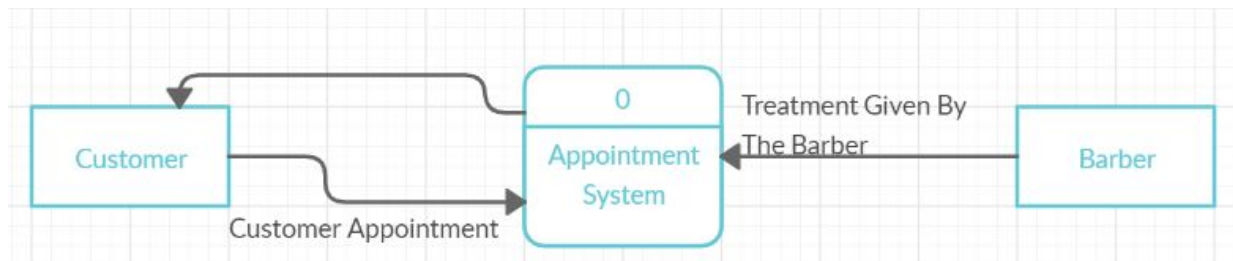 Customer
Customer Appointment
0
Appointment
System
Treatment Given By
The Barber
Barber